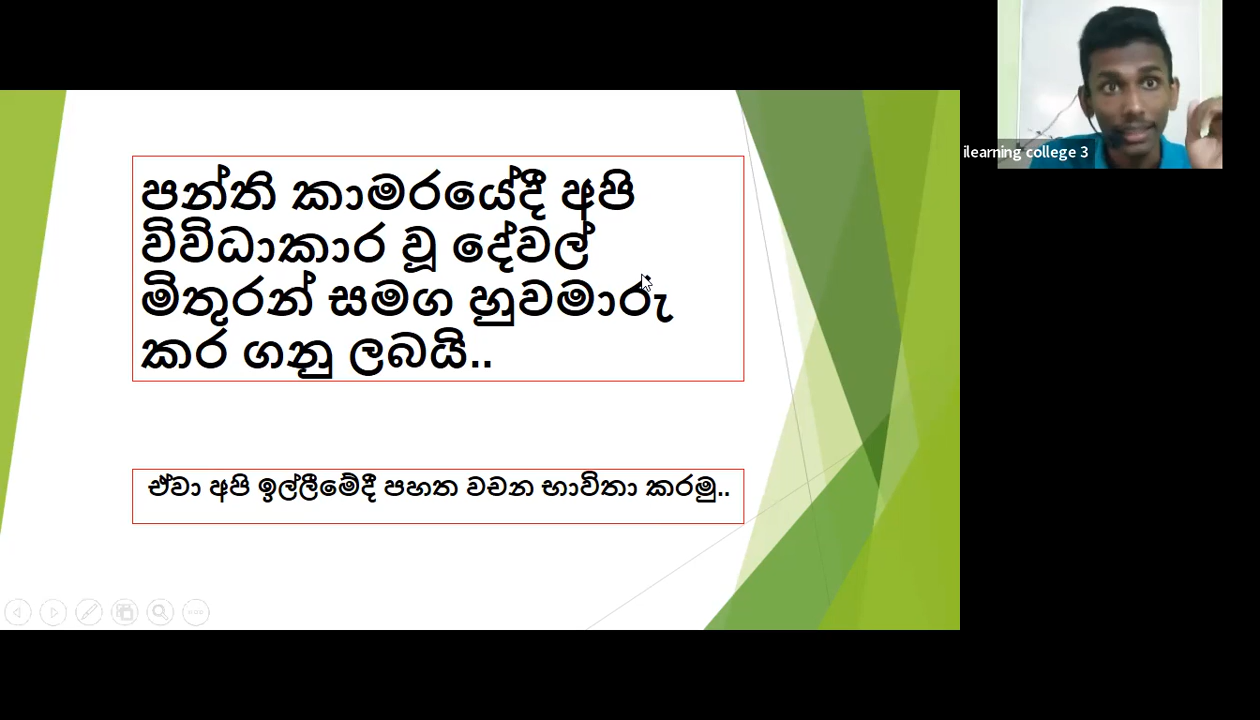 පන්ති කාමරයේදී අපි
විවිධාකාර වූ දේවල්
මිතුරන් සමග හුවමාරු
කර ගනු ලබයි..
ඒවා අපි ඉල්ලීමේදී පහත වචන භාවිතා කරමු..
ilearning college 3